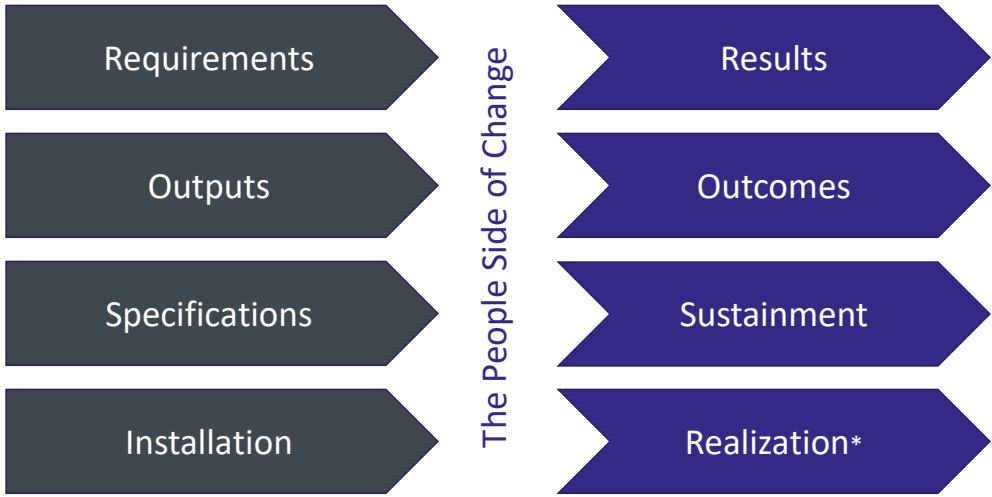 Requirements
Results
Outputs
Outcomes
The People Side of Change
Specifications
Sustainment
Installation
Realization*